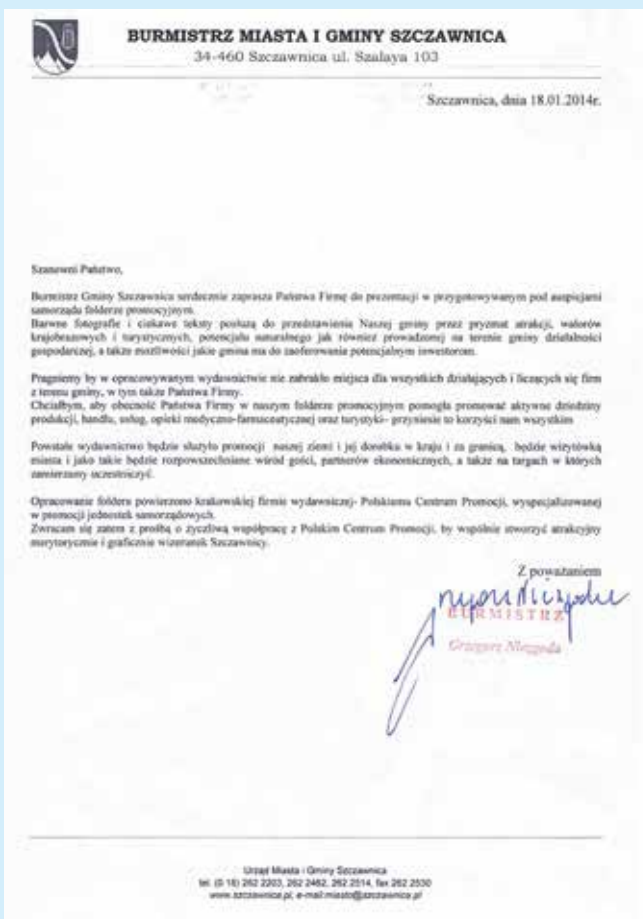 BURMISTRZ MIASTA I GMINY SZCZAWNICA
34-460 Szczawnica ul. Szalaya 103
Szczawnica, dnia 18.01.2014r.
Szanowni Państwo,
Burmistrz Gminy Szczawnica serdecznie zaprasza Państwa Firmę do prezentacji w przygotowywanym pod auspicjami
samorządu folderze promocyjnym.
Barwne fotografie i ciekawe teksty posłużą do przedstawienia Naszej gminy przez pryzmat atrakcji, walorów
krajobrazowych i turystycznych, potencjału naturalnego jak również prowadzonej na terenie gminy działalności
gospodarczej, a także możliwości jakie gmina ma do zaoferowania potencjalnym inwestorom.
Pragniemy by w opracowywanym wydawnictwie nie zabrakło miejsca dla wszystkich działających i liczących się firm
z terenu gminy, w tym także Państwa Firmy.
Chciałbym, aby obecność Państwa Firmy w naszym folderze promocyjnym pomogła promować aktywne dziedziny
produkcji, handlu, usług, opieki medyczno-farmaceutycznej oraz turystyki- przyniesie to korzyści nam wszystkim
Powstałe wydawnictwo będzie służyło promocji naszej ziemi i jej dorobku w kraju i za granicą, będzie wizytówką
miasta i jako takie będzie rozpowszechnione wśród gości, partnerów ekonomicznych, a także na targach w których
zamierzamy uczestniczyć.
Opracowanie folderu powierzono krakowskiej firmie wydawniczej- Polskiemu Centrum Promocji, wyspecjalizowanej
w promocji jednostek samorządowych.
Zwracam się zatem z prośbą o życzliwą współpracę z Polskim Centrum Promocji, by wspólnie stworzyć atrakcyjny
merytorycznie i graficznie wizerunek Szczawnicy.
Z poważaniem
BURMISTRZ
Grzegorz Niezgoda
Urząd Miasta i Gminy Szczawnica
tel. (0 18) 262 2203, 262 2462, 262 2514, fax 262 2530
www.szczawnica.pl, e-mail:miasto@szczawnica.pl